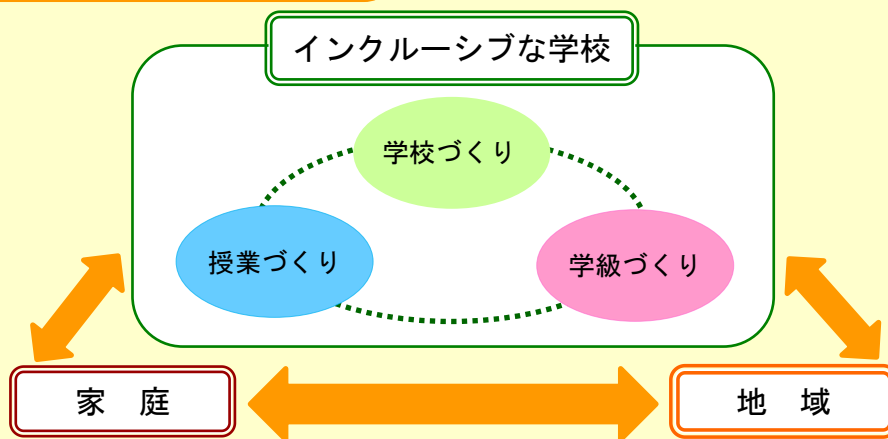 インクルーシブな学校
学校づくり
授業づくり
学級づくり
家　庭
地　域